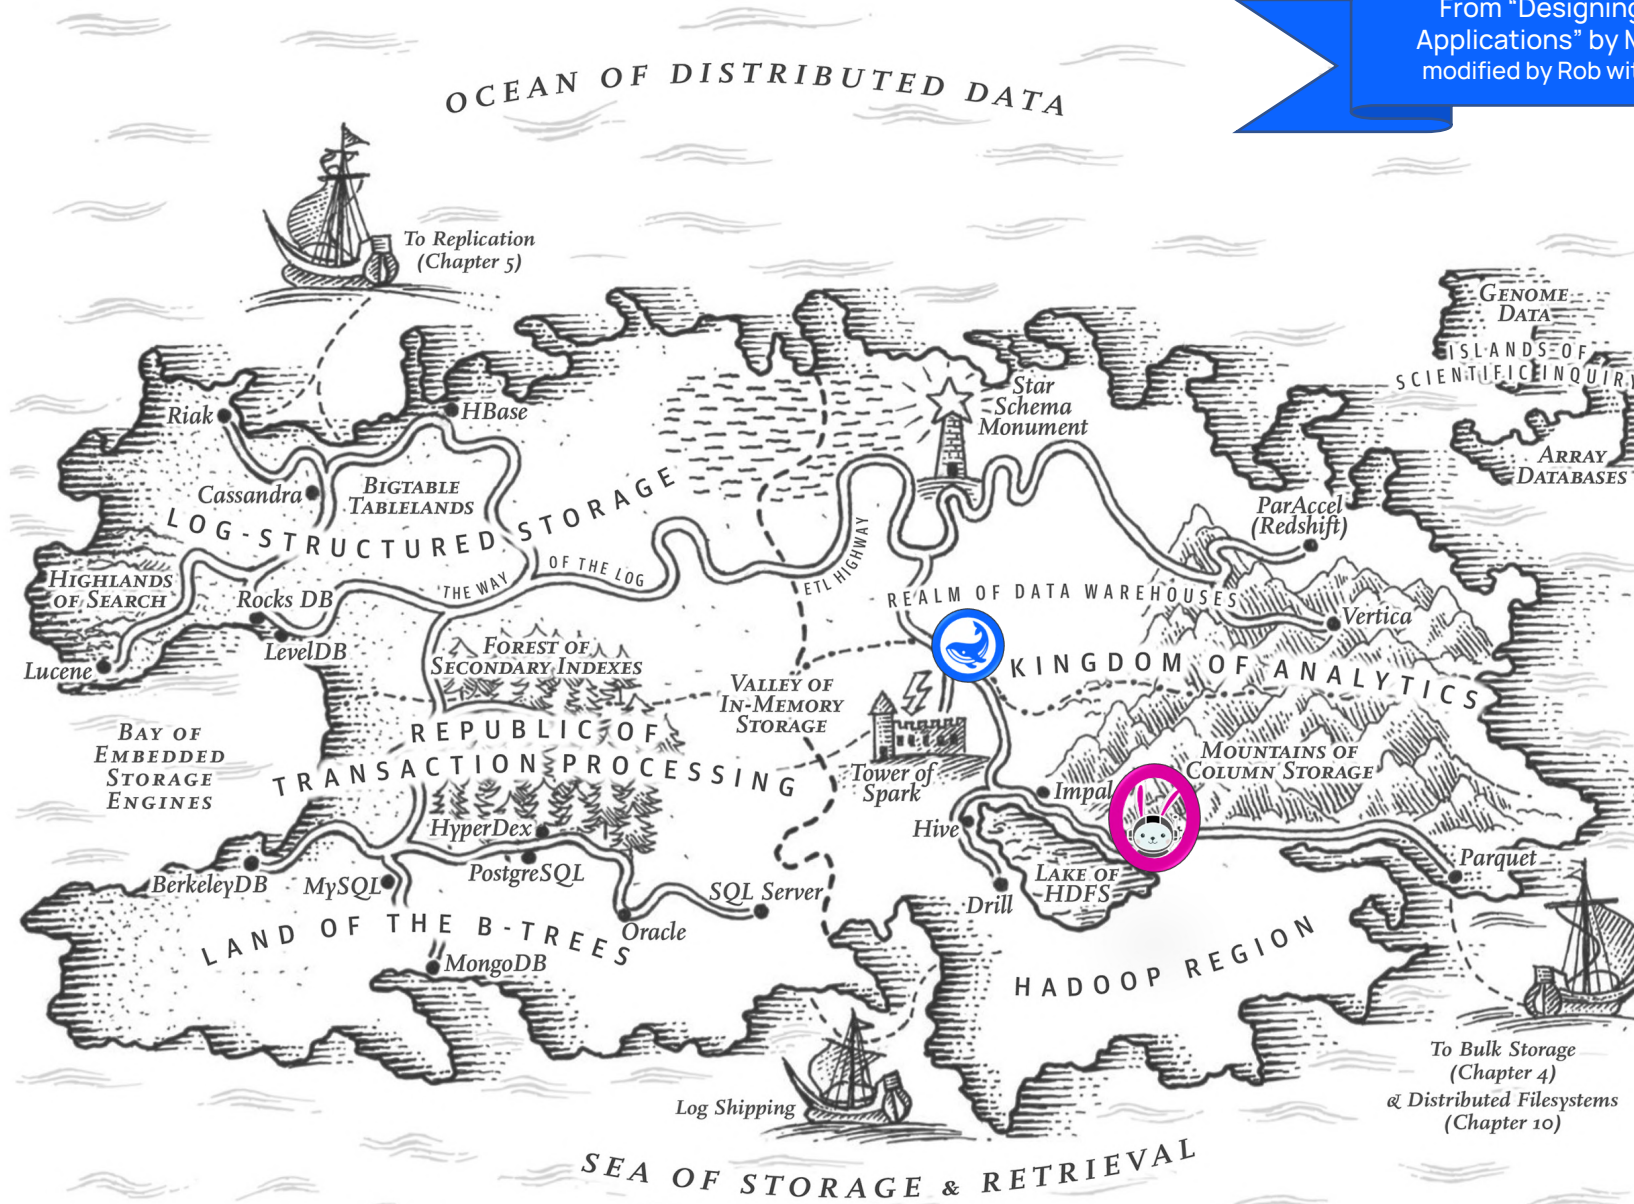 From “Designing
Applications” by M
modified by Rob wit
OCEAN OF DISTRIBUTED DATA
To Replication
(Chapter 5)
GENOME
DATA
ISLANDS OF
SCIENTIFIC INQUIRY
ARRAY
DATABASES
Star
Schema
Monument
Riak
HBase
Cassandra
BIGTABLE
TABLELANDS
LOG-STRUCTURED STORAGE
ParAccel
(Redshift)
HIGHLANDS
OF SEARCH
Rocks DB
THE WAY OF THE LOG
ETL HIGHWAY
REALM OF DATA WAREHOUSES
Vertica
LevelDB
Lucene
FOREST OF
SECONDARY INDEXES
KINGDOM OF ANALYTICS
VALLEY OF
IN-MEMORY
STORAGE
BAY OF
EMBEDDED
STORAGE
ENGINES
REPUBLIC OF
TRANSACTION PROCESSING
Tower of
Spark
MOUNTAINS OF
COLUMN STORAGE
Impal
HyperDex
Hive
BerkeleyDB
MySQL
PostgreSQL
SQL Server
LAKE OF
HDFS
Drill
Parquet
Oracle
LAND OF THE B-TREES
MongoDB
HADOOP REGION
To Bulk Storage
(Chapter 4)
& Distributed Filesystems
(Chapter 10)
Log Shipping
SEA OF STORAGE & RETRIEVAL